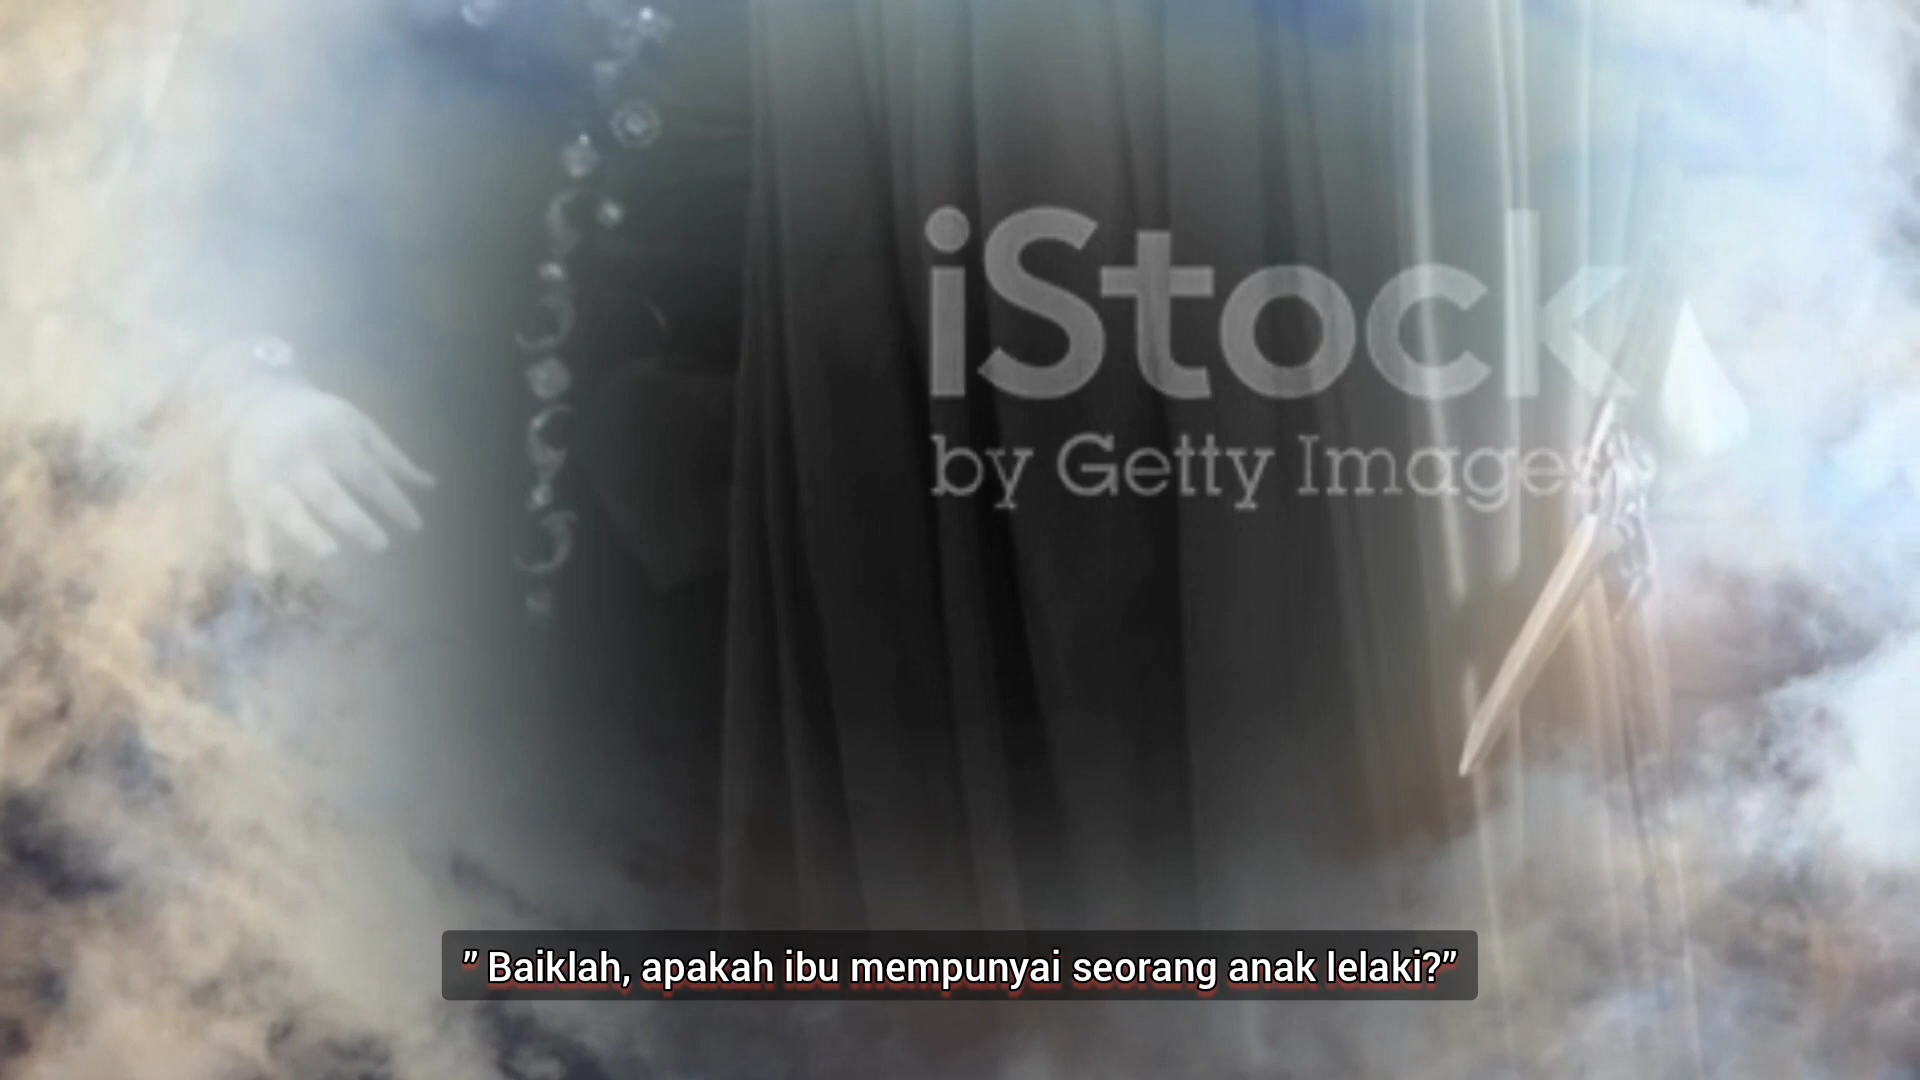 iStock
by Getty Images
” Baiklah, apakah ibu mempunyai seorang anak lelaki?”